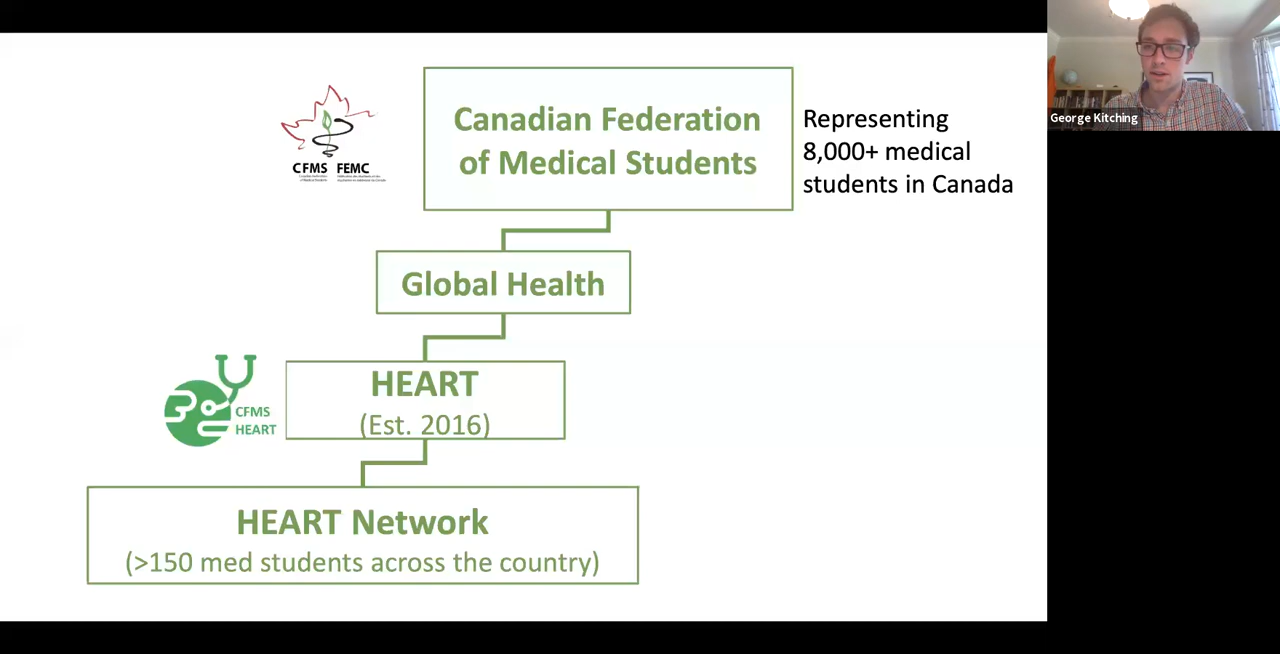 Canadian Federation
of Medical Students
Representing
8,000+ medical
students in Canada
CFMS FEMC
Global Health
HEART
(Est. 2016)
CFMS
HEART
HEART Network
(>150 med students across the country)
George Kitching